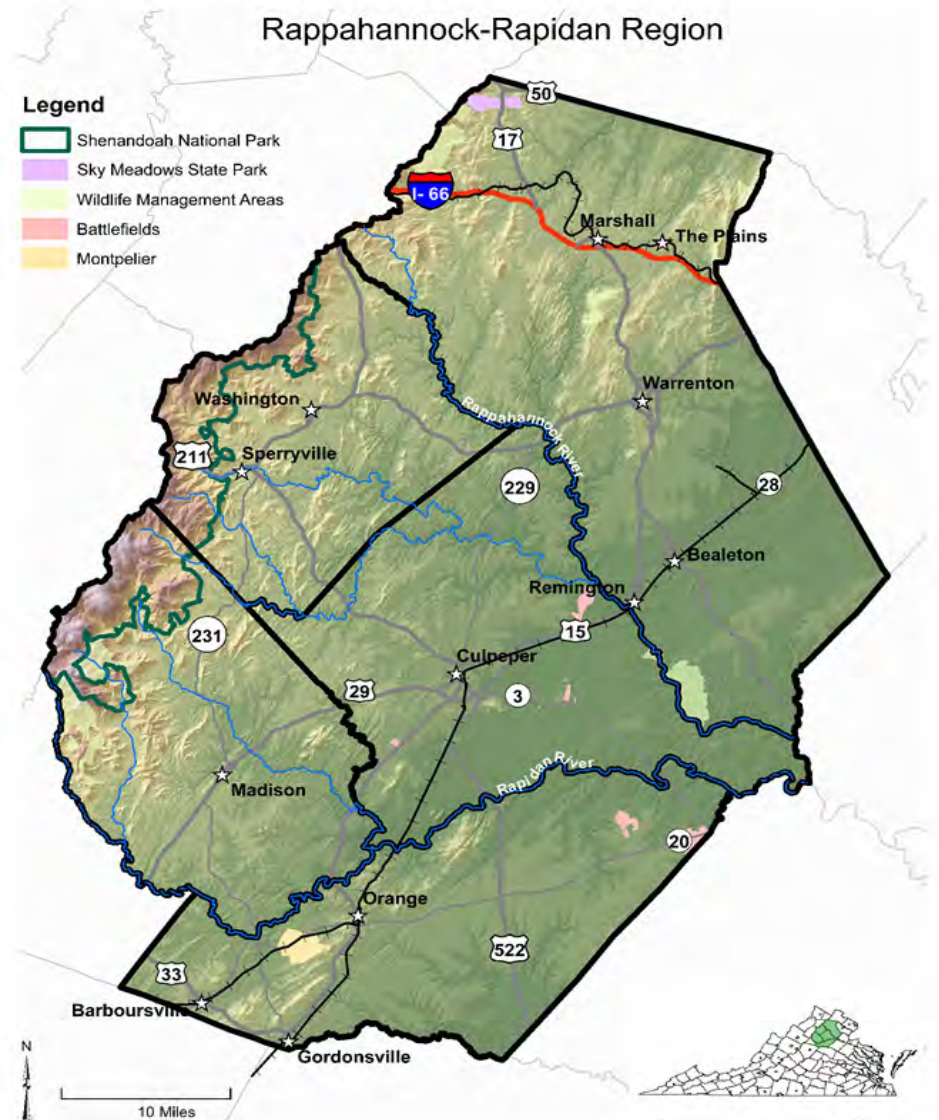 Rappahannock-Rapidan Region
Legend
Shenandoah National Park
Sky Meadows State Park
Wildlife Management Areas
Battlefields
Montpelier
50
17
I- 66
Marshall
The Plains
Warrenton
Washington
Rappahannock River
211
Sperryville
229
28
Bealeton
Remington
231
15
Culpeper
29
3
Madison
Rapidan River
20
Orange
522
33
Barboursville
Gordonsville
N
10 Miles